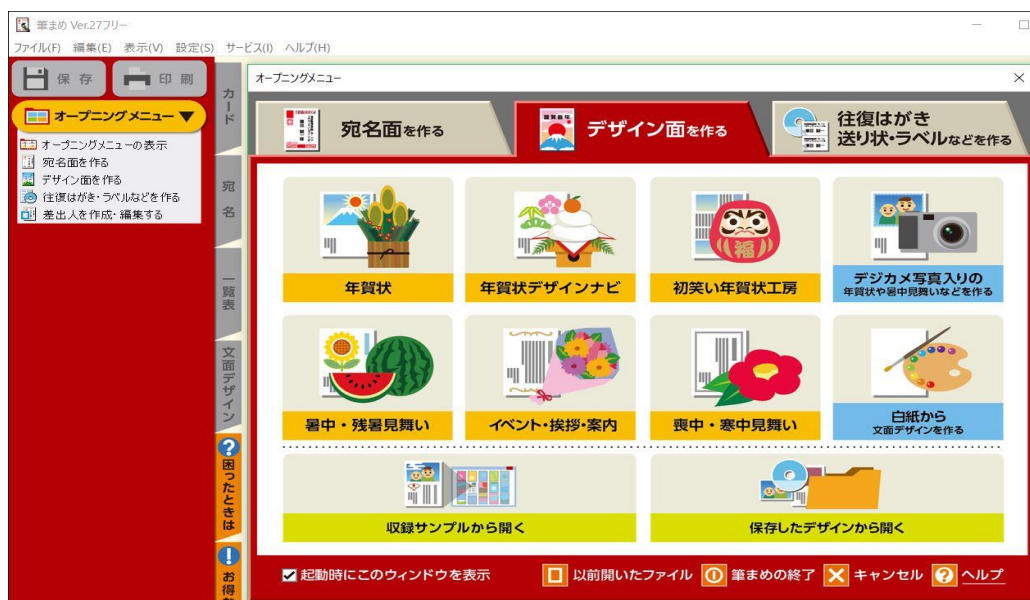 筆まめ Ver.27フリー
ファイル(F) 編集(E) 表示(V) 設定(S) サービス(I) ヘルプ(H)
保存
印刷
オープニングメニュー▼
オープニングメニューの表示
宛名面を作る
デザイン面を作る
往復はがき・ラベルなどを作る
差出人を作成・編集する
カード
宛名
一覧表
文面デザイン
困ったときは
お得
オープニングメニュー
宛名面を作る
デザイン面を作る
往復はがき
送り状・ラベルなどを作る
年賀状
年賀状デザインナビ
福
初笑い年賀状工房
デジカメ写真入りの
年賀状や暑中見舞いなどを作る
暑中・残暑見舞い
イベント・挨拶・案内
喪中・寒中見舞い
白紙から
文面デザインを作る
収録サンプルから開く
保存したデザインから開く
起動時にこのウィンドウを表示
以前開いたファイル
筆まめの終了
キャンセル
ヘルプ